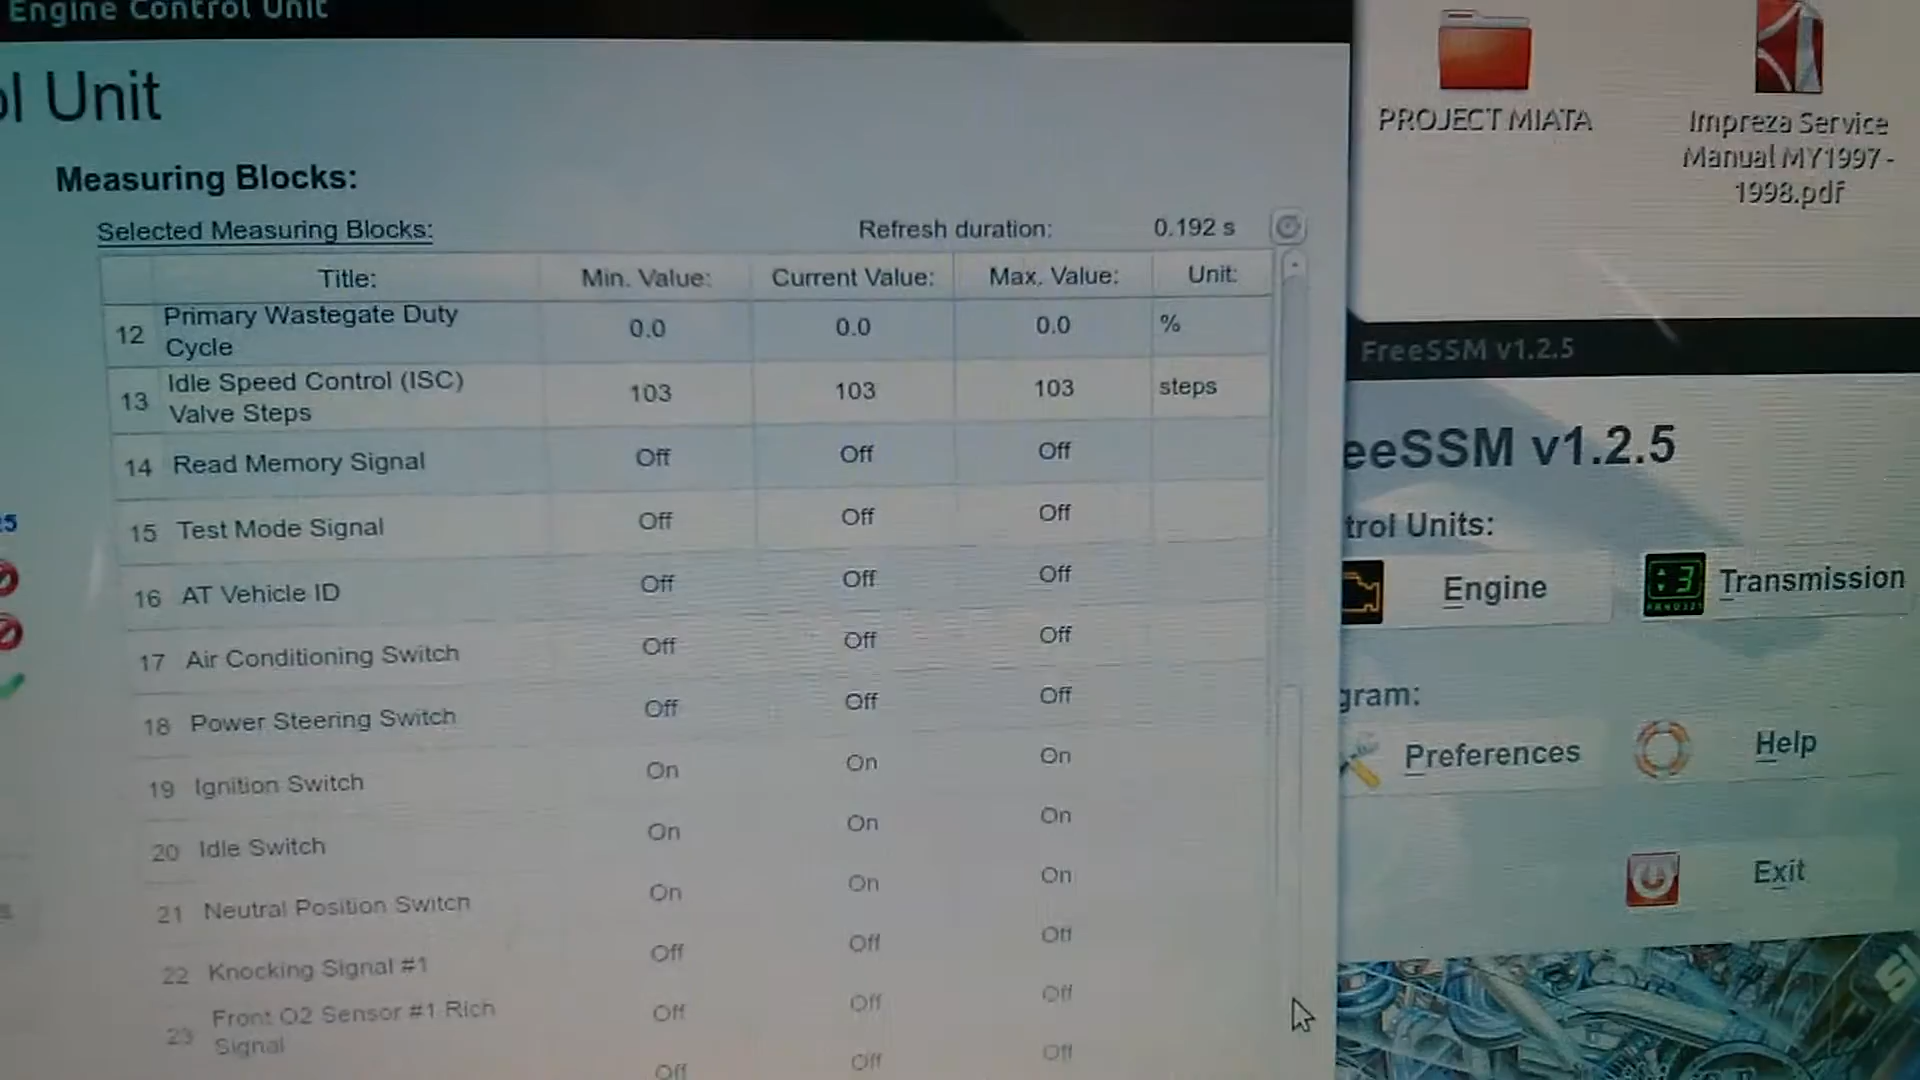 Engine Control Unit
ol Unit
Measuring Blocks:
Selected Measuring Blocks:
Refresh duration: 0.192 s
Title: Min. Value: Current Value: Max. Value: Unit:
12 Primary Wastegate Duty Cycle 0.0 0.0 0.0 %
13 Idle Speed Control (ISC) Valve Steps 103 103 103 steps
14 Read Memory Signal Off Off Off
15 Test Mode Signal Off Off Off
16 AT Vehicle ID Off Off Off
17 Air Conditioning Switch Off Off Off
18 Power Steering Switch Off Off Off
19 Ignition Switch On On On
20 Idle Switch On On On
21 Neutral Position Switch On On On
22 Knocking Signal #1 Off Off Off
23 Front O2 Sensor #1 Rich Signal Off Off Off
Off Off Off
PROJECT MIATA
Impreza Service
Manual MY1997 -
1998.pdf
FreeSSM v1.2.5
eeSSM v1.2.5
trol Units:
Engine
3
Transmission
gram:
Preferences
Help
Exit